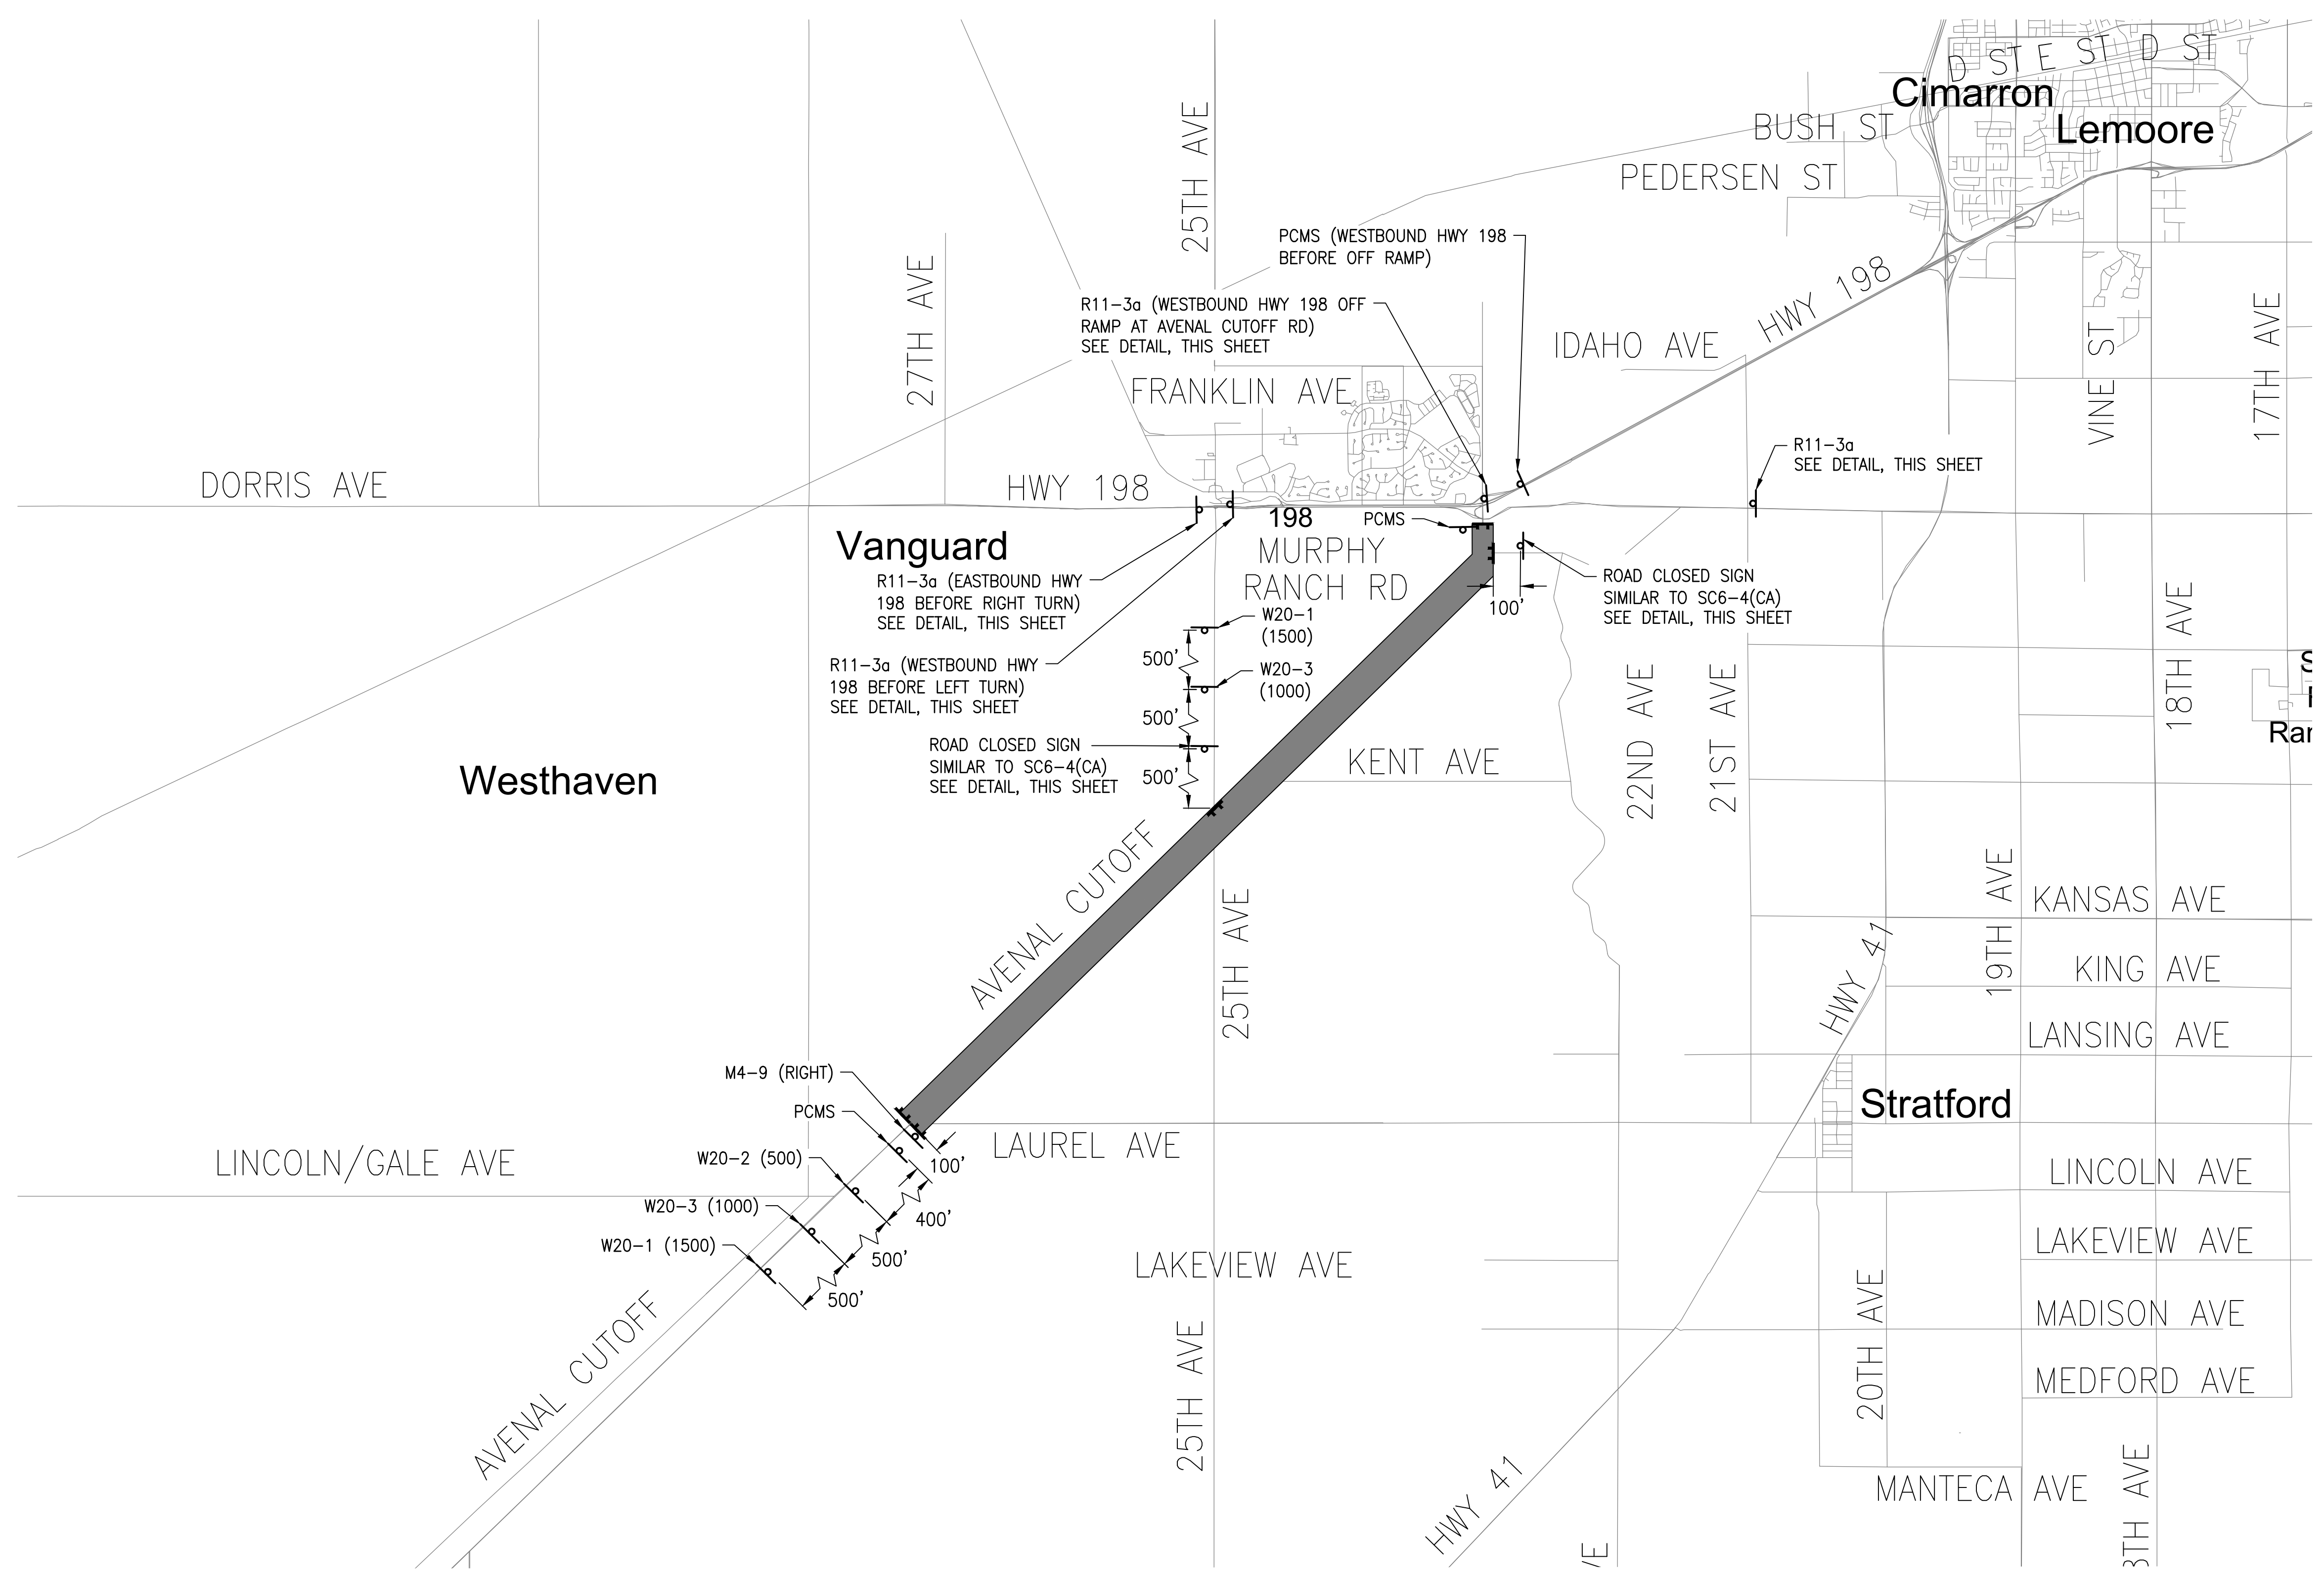 D ST
E ST
D ST
Cimarron
Lemoore
BUSH ST
PEDERSEN ST
25TH AVE
PCMS (WESTBOUND HWY 198
BEFORE OFF RAMP)
27TH AVE
R11-3a (WESTBOUND HWY 198 OFF
RAMP AT AVENAL CUTOFF RD)
SEE DETAIL, THIS SHEET
HWY 198
IDAHO AVE
VINE ST
17TH AVE
FRANKLIN AVE
R11-3a
SEE DETAIL, THIS SHEET
DORRIS AVE
HWY 198
198
PCMS
Vanguard
MURPHY
RANCH RD
R11-3a (EASTBOUND HWY
198 BEFORE RIGHT TURN)
SEE DETAIL, THIS SHEET
ROAD CLOSED SIGN
SIMILAR TO SC6-4(CA)
SEE DETAIL, THIS SHEET
100'
W20-1
(1500)
500'
R11-3a (WESTBOUND HWY
198 BEFORE LEFT TURN)
SEE DETAIL, THIS SHEET
W20-3
(1000)
500'
ROAD CLOSED SIGN
SIMILAR TO SC6-4(CA)
SEE DETAIL, THIS SHEET
500'
KENT AVE
22ND AVE
21ST AVE
18TH AVE
Westhaven
AVENAL CUTOFF
25TH AVE
19TH AVE
KANSAS AVE
KING AVE
HWY 41
LANSING AVE
M4-9 (RIGHT)
PCMS
Stratford
LINCOLN/GALE AVE
W20-2 (500)
LAUREL AVE
100'
LINCOLN AVE
W20-3 (1000)
400'
W20-1 (1500)
500'
LAKEVIEW AVE
LAKEVIEW AVE
500'
AVENAL CUTOFF
25TH AVE
20TH AVE
MADISON AVE
MEDFORD AVE
HWY 41
MANTECA AVE